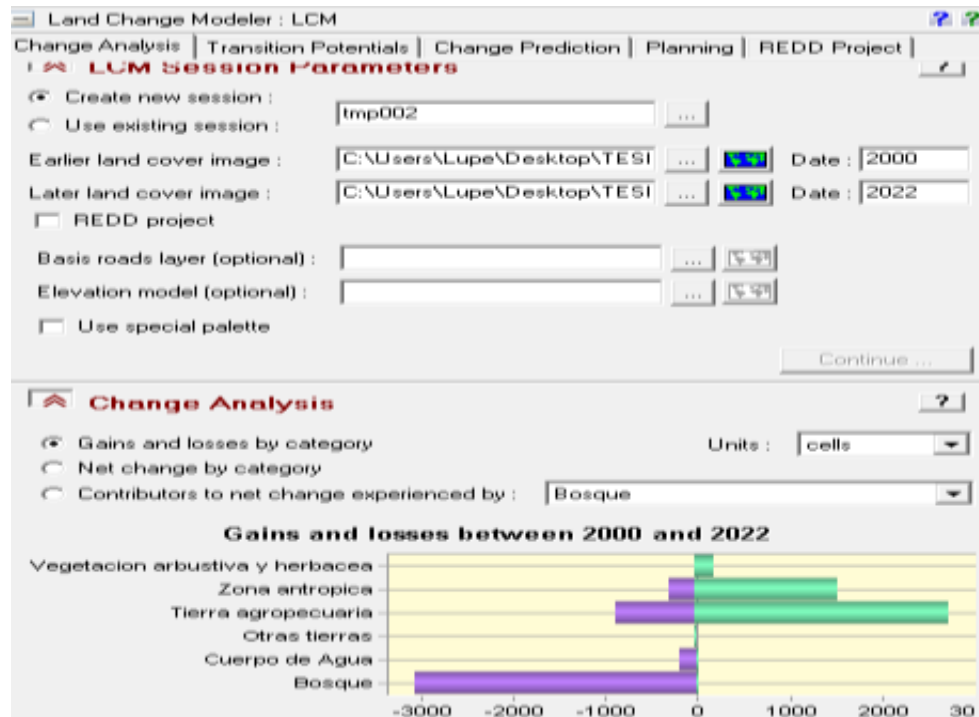 Land Change Modeler : LCM ? ?
Change Analysis | Transition Potentials | Change Prediction | Planning | REDD Project |
LCM Session Parameters ?
Create new session :
tmp002 ...
Use existing session :
Earlier land cover image : C:\Users\Lupe\Desktop\TESI ... Date : 2000
Later land cover image : C:\Users\Lupe\Desktop\TESI ... Date : 2022
REDD project
Basis roads layer (optional) : ...
Elevation model (optional) : ...
Use special palette
Continue ...
Change Analysis ?
Gains and losses by category Units : cells
Net change by category
Contributors to net change experienced by : Bosque
Gains and losses between 2000 and 2022
Vegetacion arbustiva y herbacea
Zona antropica
Tierra agropecuaria
Otras tierras
Cuerpo de Agua
Bosque
-3000 -2000 -1000 0 1000 2000 30